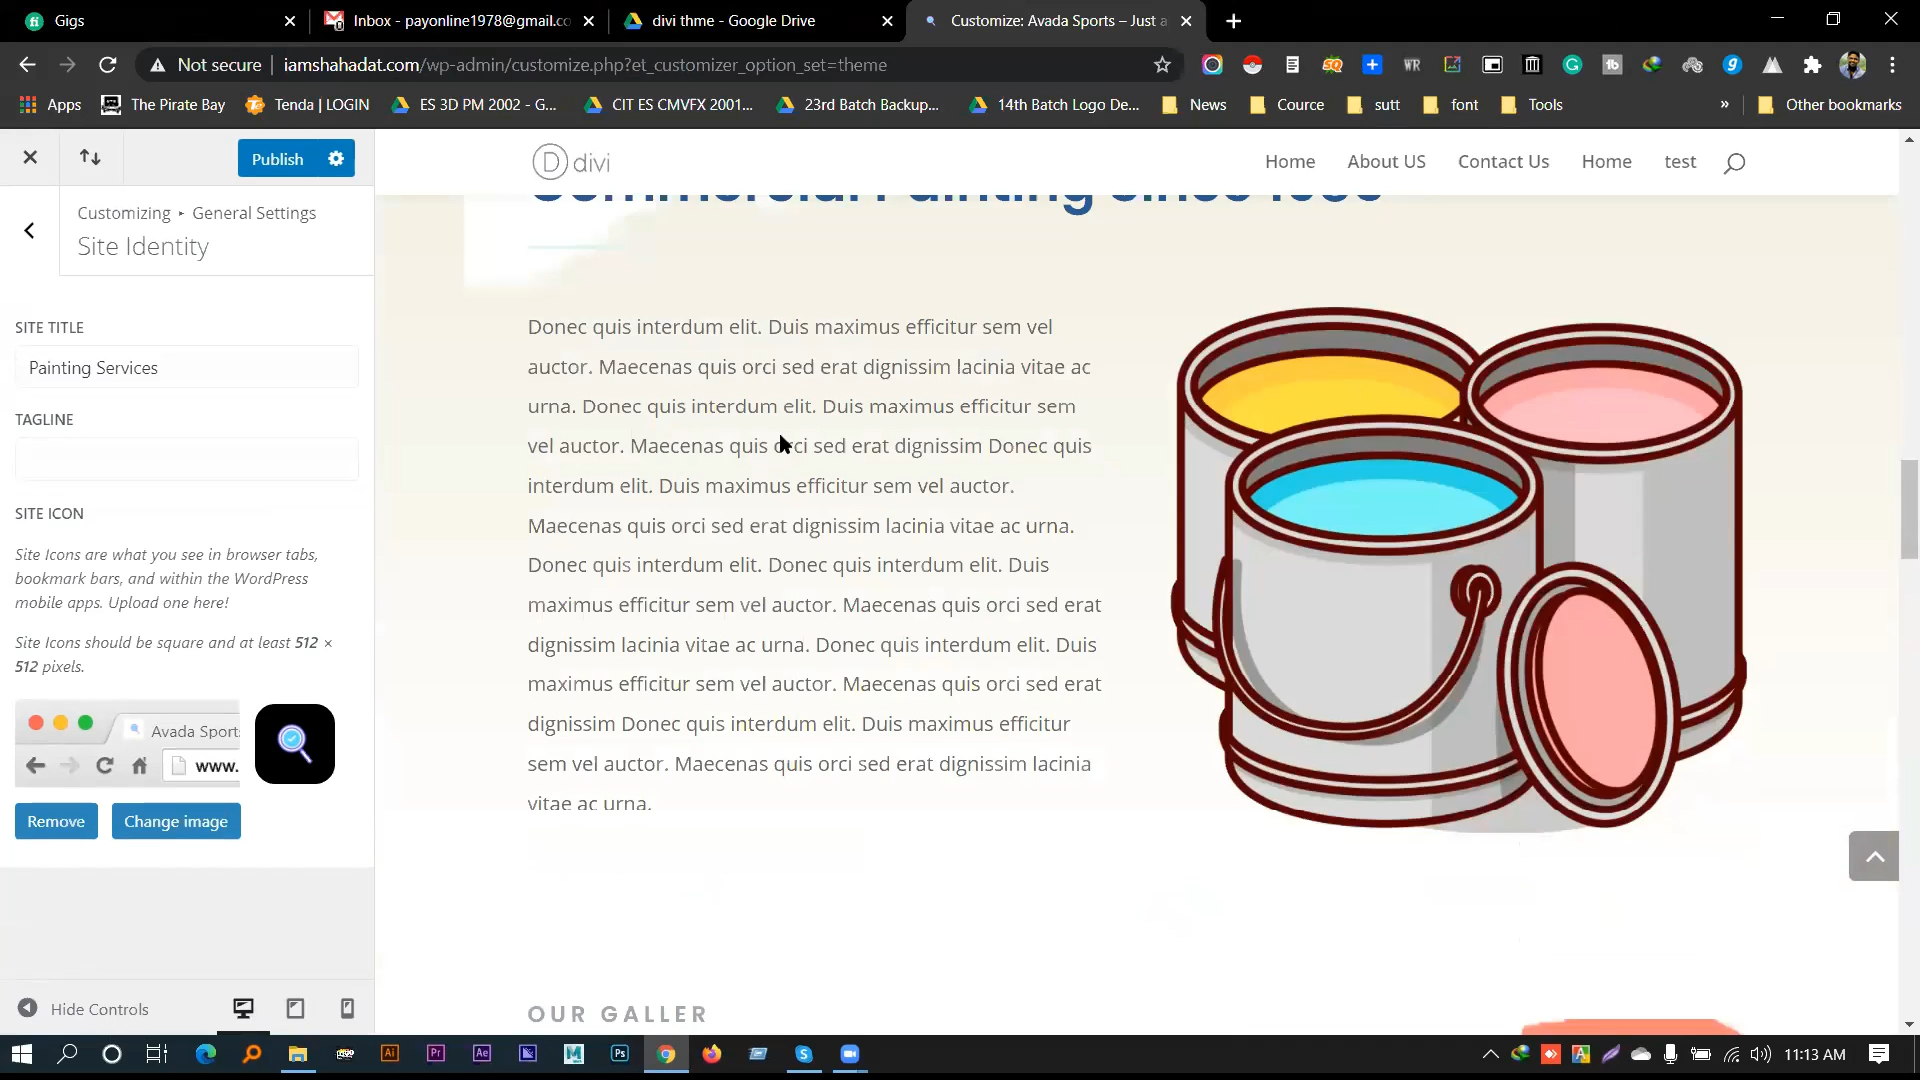 Gigs
Inbox - payonline1978@gmail.co
divi thme - Google Drive
Customize: Avada Sports – Just a
Not secure
iamshahadat.com/wp-admin/customize.php?et_customizer_option_set=theme
Apps
The Pirate Bay
Tenda | LOGIN
ES 3D PM 2002 - G...
CIT ES CMVFX 2001...
23rd Batch Backup...
14th Batch Logo De...
News
Cource
sutt
font
Tools
»
Other bookmarks
Publish
Customizing ▸ General Settings
Site Identity
SITE TITLE
Painting Services
TAGLINE
SITE ICON
Site Icons are what you see in browser tabs,
bookmark bars, and within the WordPress
mobile apps. Upload one here!
Site Icons should be square and at least 512 ×
512 pixels.
Avada Sport:
www.
Remove
Change image
Hide Controls
D divi
Home
About US
Contact Us
Home
test
Commercial Painting since 
Donec quis interdum elit. Duis maximus efficitur sem vel
auctor. Maecenas quis orci sed erat dignissim lacinia vitae ac
urna. Donec quis interdum elit. Duis maximus efficitur sem
vel auctor. Maecenas quis orci sed erat dignissim Donec quis
interdum elit. Duis maximus efficitur sem vel auctor.
Maecenas quis orci sed erat dignissim lacinia vitae ac urna.
Donec quis interdum elit. Donec quis interdum elit. Duis
maximus efficitur sem vel auctor. Maecenas quis orci sed erat
dignissim lacinia vitae ac urna. Donec quis interdum elit. Duis
maximus efficitur sem vel auctor. Maecenas quis orci sed erat
dignissim Donec quis interdum elit. Duis maximus efficitur
sem vel auctor. Maecenas quis orci sed erat dignissim lacinia
vitae ac urna.
OUR GALLER
Ai
Pr
Ae
M
Ps
11:13 AM